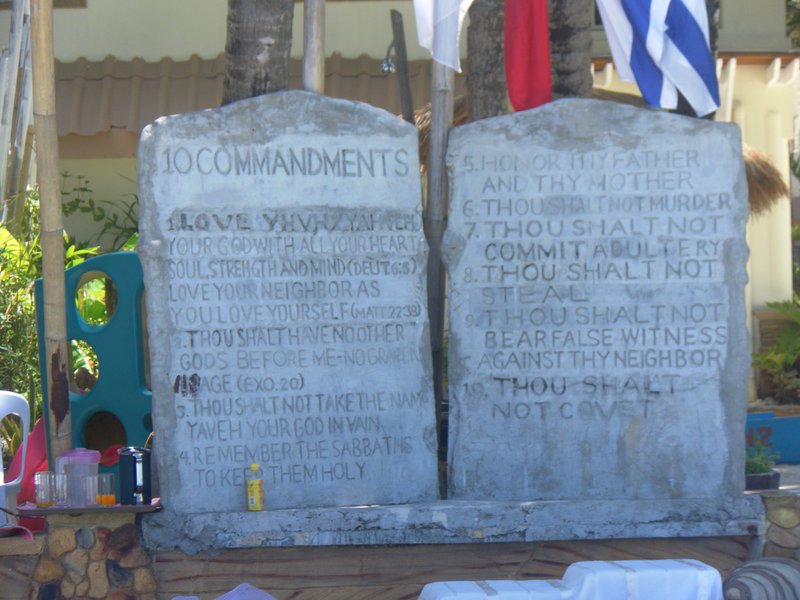 10 COMMANDMENTS
1. LOVE YHVH
YOUR GOD WITH ALL YOUR HEART
SOUL, STRENGTH AND MIND (DEUT. 6:5)
LOVE YOUR NEIGHBOR AS
YOU LOVE YOURSELF (MATT 22:39)
2. THOU SHALT HAVE NO OTHER
GODS BEFORE ME-NO GRAVEN
IMAGE (EXO. 20)
3. THOU SHALT NOT TAKE THE NAME
YAVEH YOUR GOD IN VAIN
4. REMEMBER THE SABBATHS
TO KEEP THEM HOLY
5. HONOR THY FATHER
AND THY MOTHER
6. THOU SHALT NOT MURDER
7. THOU SHALT NOT
COMMIT ADULTERY
8. THOU SHALT NOT
STEAL
9. THOU SHALT NOT
BEAR FALSE WITNESS
AGAINST THY NEIGHBOR
10. THOU SHALT
NOT COVET